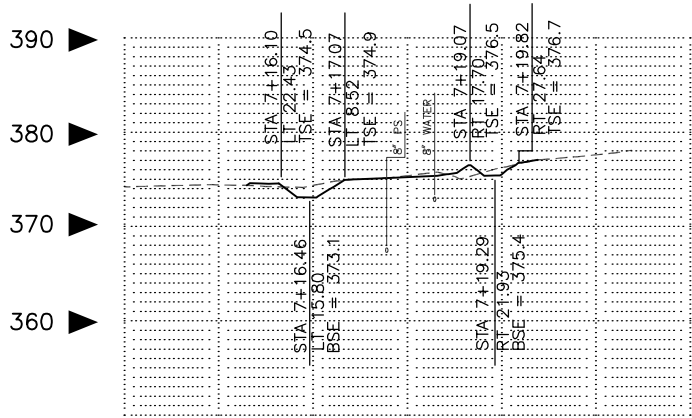 390
380
370
360
STA 7+16.10
LT 22.43
TSE = 374.5
STA 7+17.07
LT 8.52
TSE = 374.9
8" PS
8" WATER
STA 7+19.07
RT 17.70
TSE = 376.5
STA 7+19.82
RT 27.64
TSE = 376.7
STA 7+16.46
LT 15.80
BSE = 373.1
STA 7+19.29
RT 21.93
BSE = 375.4